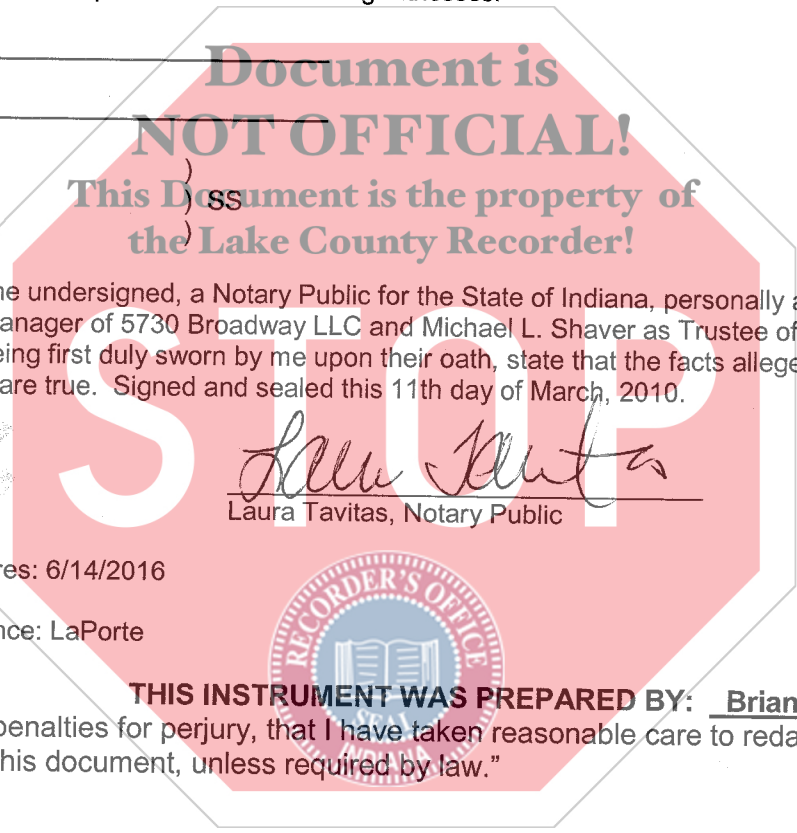 Document is
NOT OFFICIAL!
)
This Document is the property of
) SS
the Lake County Recorder!
)
STOP
ne undersigned, a Notary Public for the State of Indiana, personally a
anager of 5730 Broadway LLC and Michael L. Shaver as Trustee of
eing first duly sworn by me upon their oath, state that the facts allege
are true. Signed and sealed this 11th day of March, 2010.
Laura Tavitas
Laura Tavitas, Notary Public
res: 6/14/2016
nce: LaPorte
RECORDER'S OFFICE
SEAL
INDIANA
THIS INSTRUMENT WAS PREPARED BY: Brian
penalties for perjury, that I have taken reasonable care to reda
his document, unless required by law."